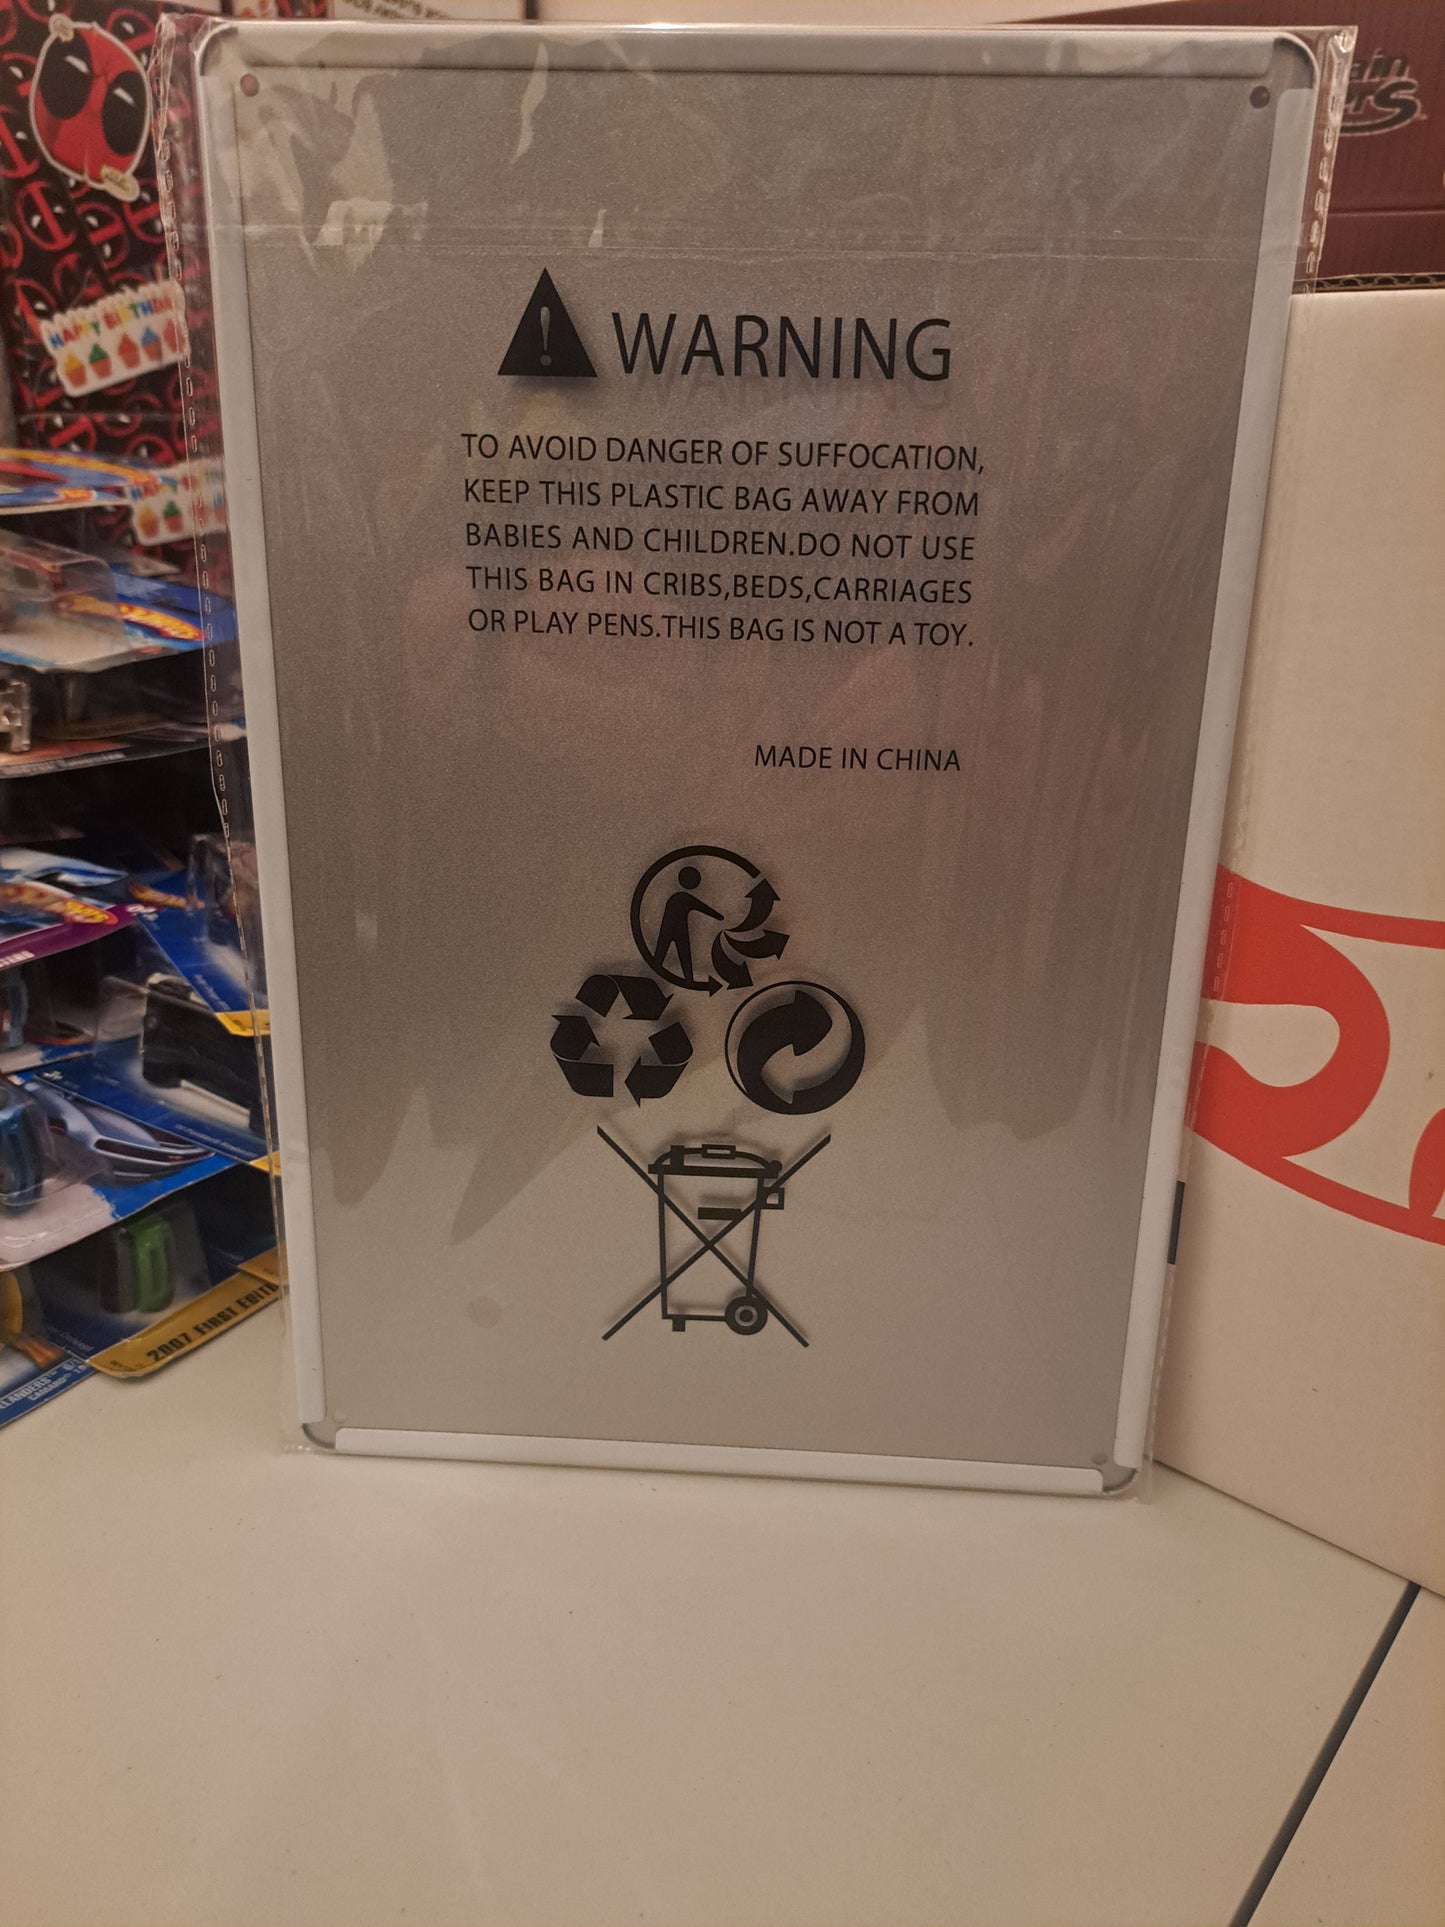 WARNING
TO AVOID DANGER OF SUFFOCATION,
KEEP THIS PLASTIC BAG AWAY FROM
BABIES AND CHILDREN.DO NOT USE
THIS BAG IN CRIBS,BEDS,CARRIAGES
OR PLAY PENS.THIS BAG IS NOT A TOY.
MADE IN CHINA
HAPPY BIRTHDAY
2007 FIRST EDITI